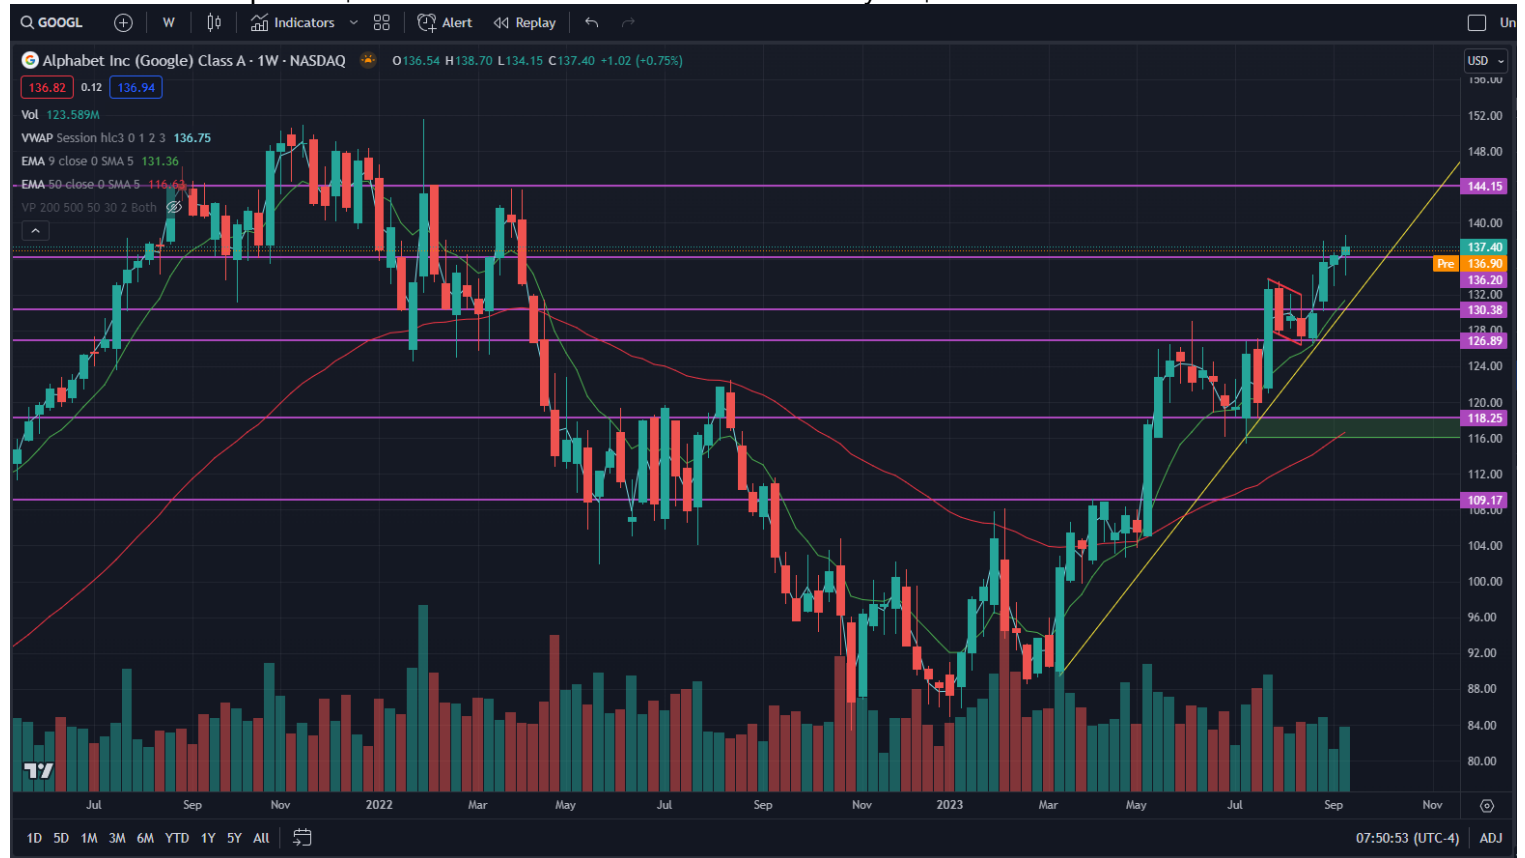 GOOGL W Indicators Alert Replay Un
Alphabet Inc (Google) Class A · 1W · NASDAQ O136.54 H138.70 L134.15 C137.40 +1.02 (+0.75%) USD
136.82 0.12 136.94
Vol 123.589M
VWAP Session hlc3 0 1 2 3 136.75
EMA 9 close 0 SMA 5 131.36
EMA 50 close 0 SMA 5 116.63
VP 200 500 50 30 2 Both
156.00
152.00
148.00
144.15
140.00
137.40
Pre 136.90
136.20
132.00
130.38
128.00
126.89
124.00
120.00
118.25
116.00
112.00
109.17
108.00
104.00
100.00
96.00
92.00
88.00
84.00
80.00
Jul Sep Nov 2022 Mar May Jul Sep Nov 2023 Mar May Jul Sep Nov
1D 5D 1M 3M 6M YTD 1Y 5Y All 07:50:53 (UTC-4) ADJ